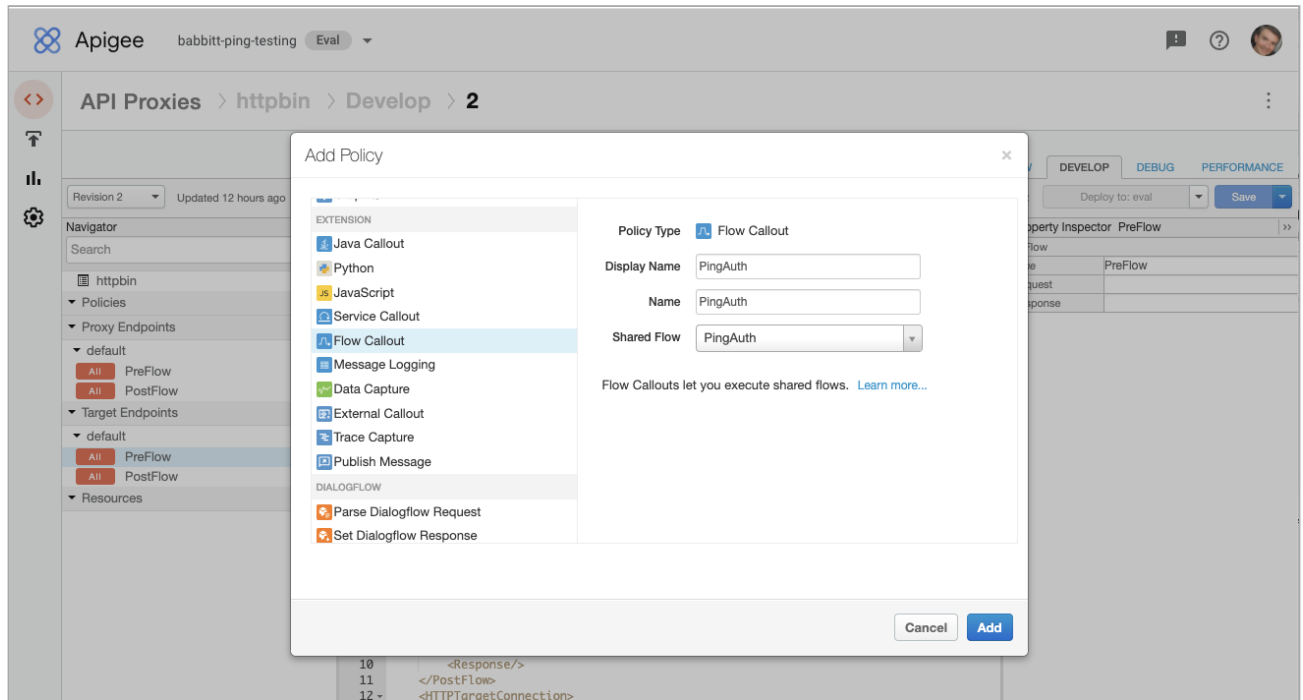 Apigee babbitt-ping-testing Eval
API Proxies > httpbin > Develop > 2
Add Policy ×
DEVELOP DEBUG PERFORMANCE
Revision 2 Updated 12 hours ago
Deploy to: eval Save
Navigator
Search
httpbin
Policies
Proxy Endpoints
default
All PreFlow
All PostFlow
Target Endpoints
default
All PreFlow
All PostFlow
Resources
EXTENSION
Java Callout
Python
JS JavaScript
Service Callout
Flow Callout
Message Logging
Data Capture
External Callout
Trace Capture
Publish Message
DIALOGFLOW
Parse Dialogflow Request
Set Dialogflow Response
Policy Type Flow Callout
Display Name PingAuth
Name PingAuth
Shared Flow PingAuth
Flow Callouts let you execute shared flows. Learn more...
Cancel Add
Inspector PreFlow >>
PreFlow
10 <Response/>
11 </PostFlow>
12 <HTTPTargetConnection>